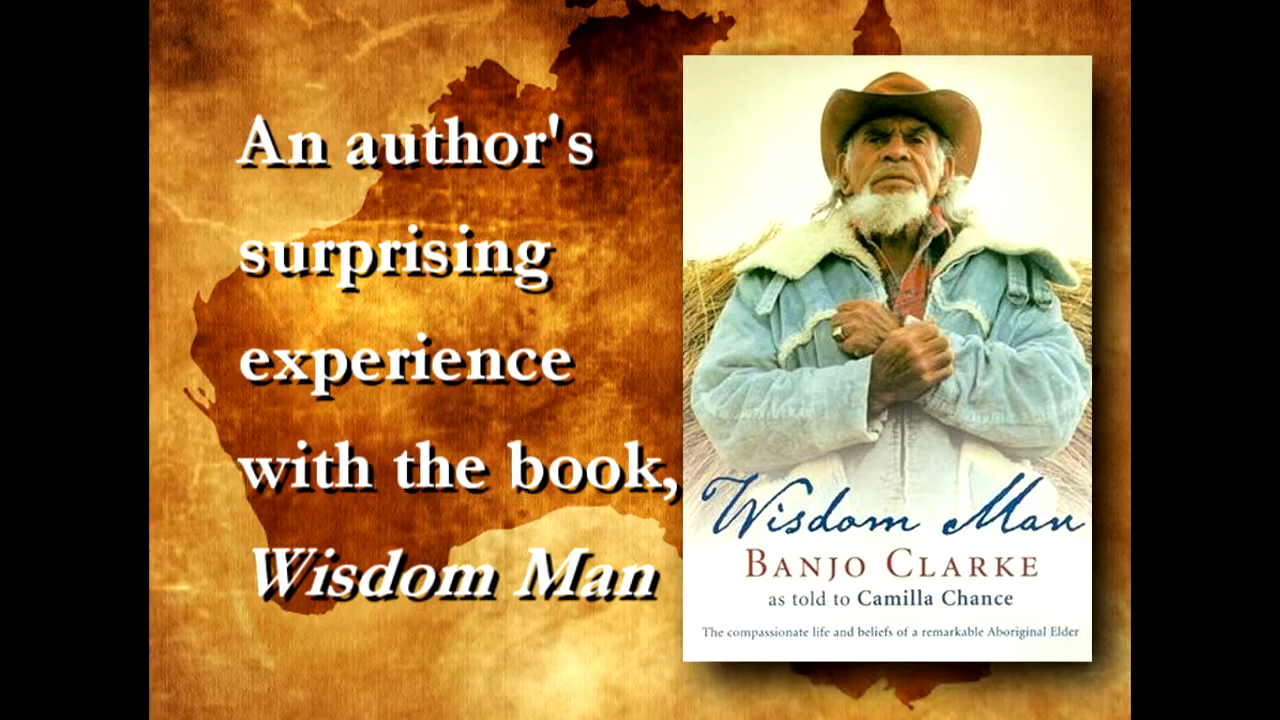 An author's
surprising
experience
with the book,
Wisdom Man
Wisdom Man
BANJO CLARKE
as told to Camilla Chance
The compassionate life and beliefs of a remarkable Aboriginal Elder